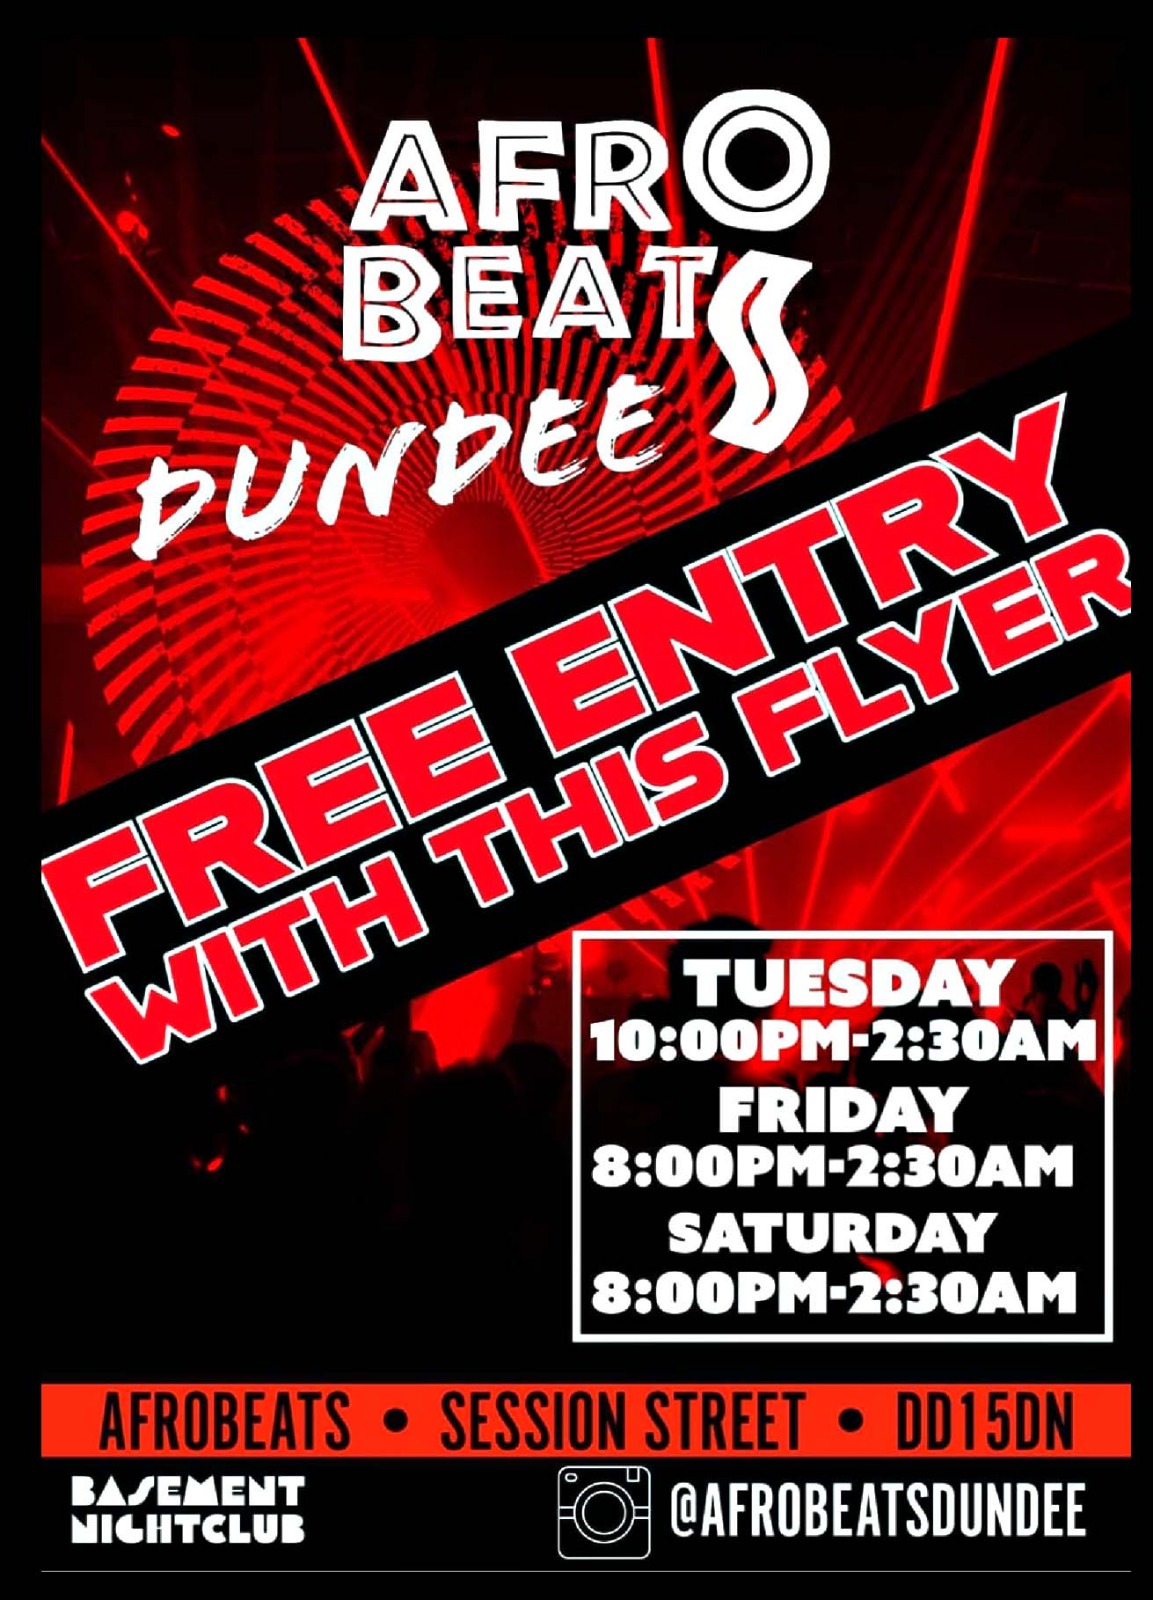 AFRO
BEATS
DUNDEE
FREE ENTRY
WITH THIS FLYER
TUESDAY
10:00PM-2:30AM
FRIDAY
8:00PM-2:30AM
SATURDAY
8:00PM-2:30AM
AFROBEATS • SESSION STREET • DD15DN
BASEMENT
NIGHTCLUB
@AFROBEATSDUNDEE